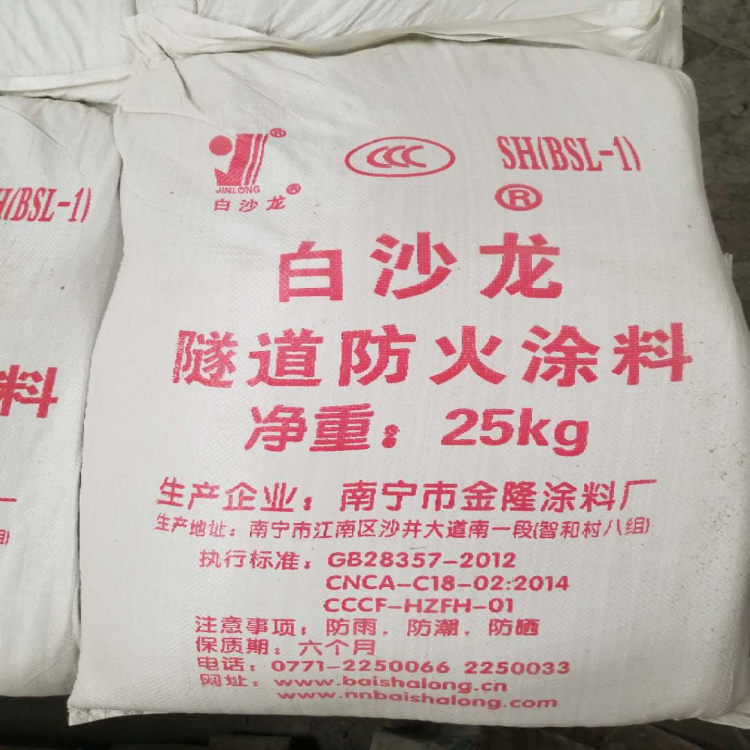 JINLONG®
白沙龙®
CCC
SH(BSL-1)
®
白沙龙
隧道防火涂料
净重：25kg
生产企业：南宁市金隆涂料厂
生产地址：南宁市江南区沙井大道南一段(智和村八组)
执行标准：GB28357-2012
CNCA-C18-02:2014
CCCF-HZFH-01
注意事项：防雨，防潮，防晒
保质期：六个月
电话：0771-2250066 2250033
网址：www.baishalong.cn
www.nnbaishalong.com
(BSL-1)
料
组)